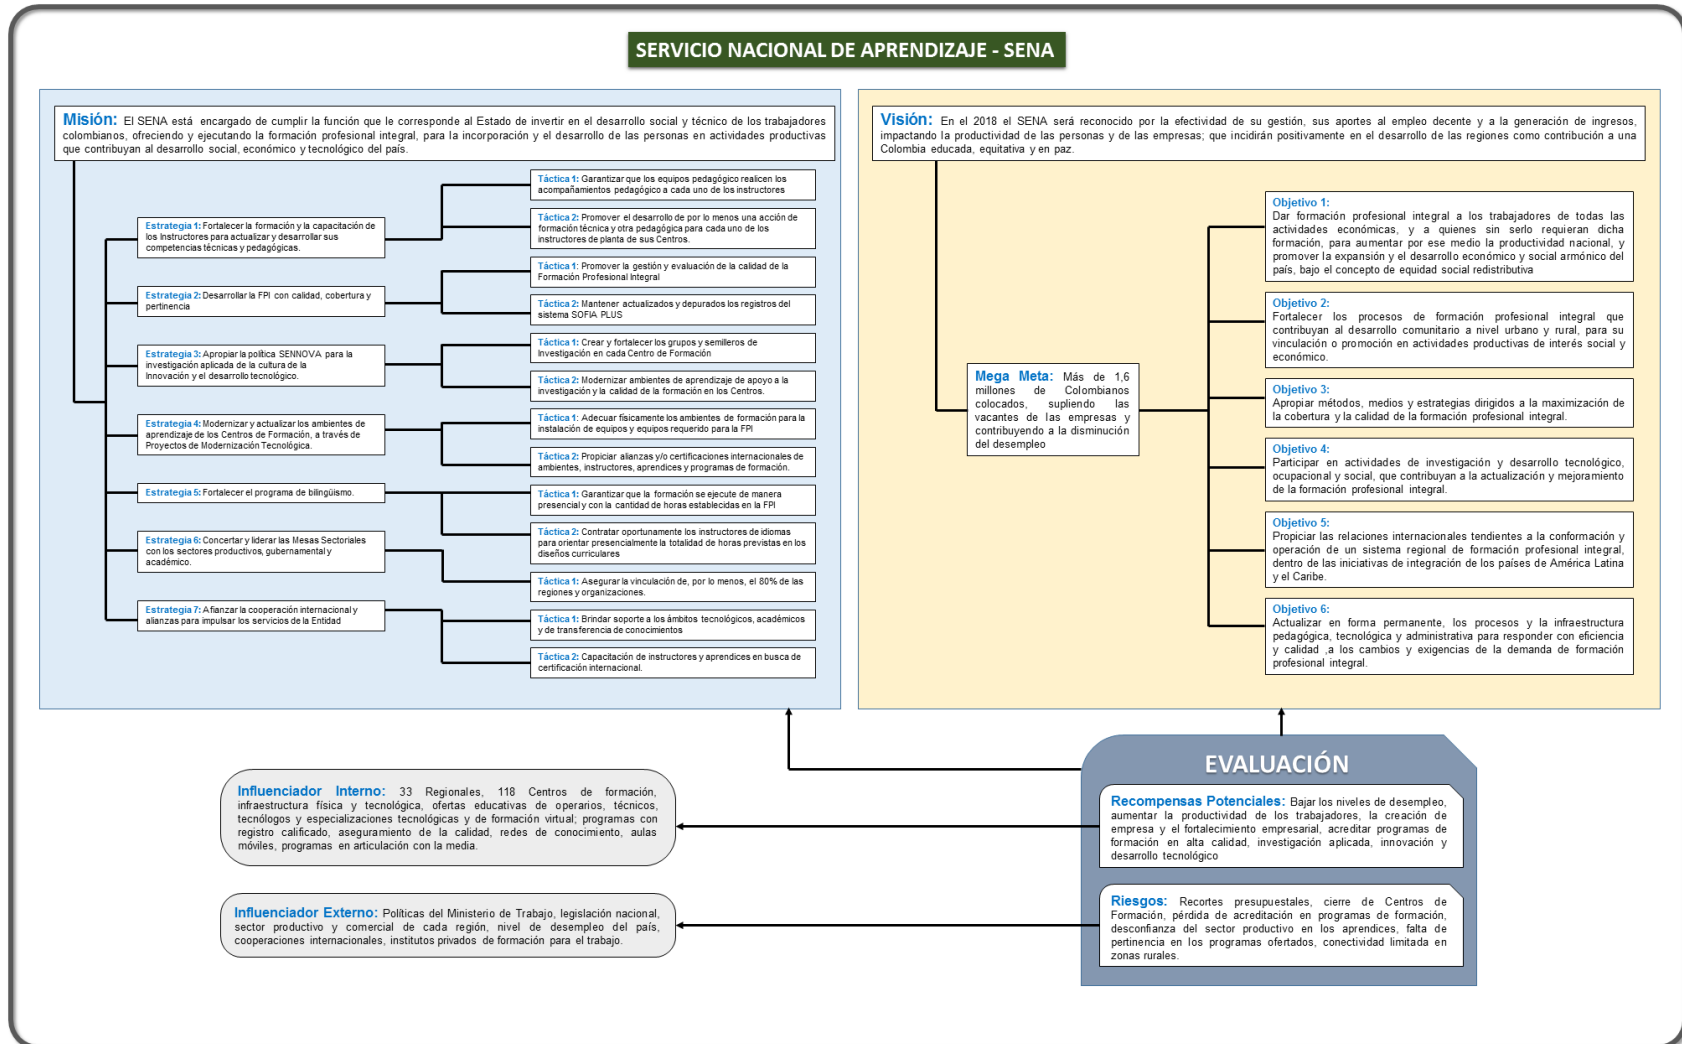 SERVICIO NACIONAL DE APRENDIZAJE - SENA
Misión: El SENA está encargado de cumplir la función que le corresponde al Estado de invertir en el desarrollo social y técnico de los trabajadores
colombianos, ofreciendo y ejecutando la formación profesional integral, para la incorporación y el desarrollo de las personas en actividades productivas
que contribuyan al desarrollo social, económico y tecnológico del país.
Estrategia 1: Fortalecer la formación y la capacitación de
los Instructores para actualizar y desarrollar sus
competencias técnicas y pedagógicas.
Táctica 1: Garantizar que los equipos pedagógico realicen los
acompañamientos pedagógico a cada uno de los instructores
Táctica 2: Promover el desarrollo de por lo menos una acción de
formación técnica y otra pedagógica para cada uno de los
instructores de planta de sus Centros.
Estrategia 2: Desarrollar la FPI con calidad, cobertura y
pertinencia
Táctica 1: Promover la gestión y evaluación de la calidad de la
Formación Profesional Integral
Táctica 2: Mantener actualizados y depurados los registros del
sistema SOFIA PLUS
Estrategia 3: Apropiar la política SENNOVA para la
investigación aplicada de la cultura de la
Innovación y el desarrollo tecnológico.
Táctica 1: Crear y fortalecer los grupos y semilleros de
Investigación en cada Centro de Formación
Táctica 2: Modernizar ambientes de aprendizaje de apoyo a la
investigación y la calidad de la formación en los Centros.
Estrategia 4: Modernizar y actualizar los ambientes de
aprendizaje de los Centros de Formación, a través de
Proyectos de Modernización Tecnológica.
Táctica 1: Adecuar físicamente los ambientes de formación para la
instalación de equipos y equipos requerido para la FPI
Táctica 2: Propiciar alianzas y/o certificaciones internacionales de
ambientes, instructores, aprendices y programas de formación.
Estrategia 5: Fortalecer el programa de bilingüismo.
Táctica 1: Garantizar que la formación se ejecute de manera
presencial y con la cantidad de horas establecidas en la FPI
Táctica 2: Contratar oportunamente los instructores de idiomas
para orientar presencialmente la totalidad de horas previstas en los
diseños curriculares
Estrategia 6: Concertar y liderar las Mesas Sectoriales
con los sectores productivos, gubernamental y
académico.
Táctica 1: Asegurar la vinculación de, por lo menos, el 80% de las
regiones y organizaciones.
Estrategia 7: Afianzar la cooperación internacional y
alianzas para impulsar los servicios de la Entidad
Táctica 1: Brindar soporte a los ámbitos tecnológicos, académicos
y de transferencia de conocimientos
Táctica 2: Capacitación de instructores y aprendices en busca de
certificación internacional.
Visión: En el 2018 el SENA será reconocido por la efectividad de su gestión, sus aportes al empleo decente y a la generación de ingresos,
impactando la productividad de las personas y de las empresas; que incidirán positivamente en el desarrollo de las regiones como contribución a una
Colombia educada, equitativa y en paz.
Mega Meta: Más de 1,6
millones de Colombianos
colocados, supliendo las
vacantes de las empresas y
contribuyendo a la disminución
del desempleo
Objetivo 1:
Dar formación profesional integral a los trabajadores de todas las
actividades económicas, y a quienes sin serlo requieran dicha
formación, para aumentar por ese medio la productividad nacional, y
promover la expansión y el desarrollo económico y social armónico del
país, bajo el concepto de equidad social redistributiva
Objetivo 2:
Fortalecer los procesos de formación profesional integral que
contribuyan al desarrollo comunitario a nivel urbano y rural, para su
vinculación o promoción en actividades productivas de interés social y
económico.
Objetivo 3:
Apropiar métodos, medios y estrategias dirigidos a la maximización de
la cobertura y la calidad de la formación profesional integral.
Objetivo 4:
Participar en actividades de investigación y desarrollo tecnológico,
ocupacional y social, que contribuyan a la actualización y mejoramiento
de la formación profesional integral.
Objetivo 5:
Propiciar las relaciones internacionales tendientes a la conformación y
operación de un sistema regional de formación profesional integral,
dentro de las iniciativas de integración de los países de América Latina
y el Caribe.
Objetivo 6:
Actualizar en forma permanente, los procesos y la infraestructura
pedagógica, tecnológica y administrativa para responder con eficiencia
y calidad ,a los cambios y exigencias de la demanda de formación
profesional integral.
EVALUACIÓN
Recompensas Potenciales: Bajar los niveles de desempleo,
aumentar la productividad de los trabajadores, la creación de
empresa y el fortalecimiento empresarial, acreditar programas de
formación en alta calidad, investigación aplicada, innovación y
desarrollo tecnológico
Riesgos: Recortes presupuestales, cierre de Centros de
Formación, pérdida de acreditación en programas de formación,
desconfianza del sector productivo en los aprendices, falta de
pertinencia en los programas ofertados, conectividad limitada en
zonas rurales.
Influenciador Interno: 33 Regionales, 118 Centros de formación,
infraestructura física y tecnológica, ofertas educativas de operarios, técnicos,
tecnólogos y especializaciones tecnológicas y de formación virtual; programas con
registro calificado, aseguramiento de la calidad, redes de conocimiento, aulas
móviles, programas en articulación con la media.
Influenciador Externo: Políticas del Ministerio de Trabajo, legislación nacional,
sector productivo y comercial de cada región, nivel de desempleo del país,
cooperaciones internacionales, institutos privados de formación para el trabajo.